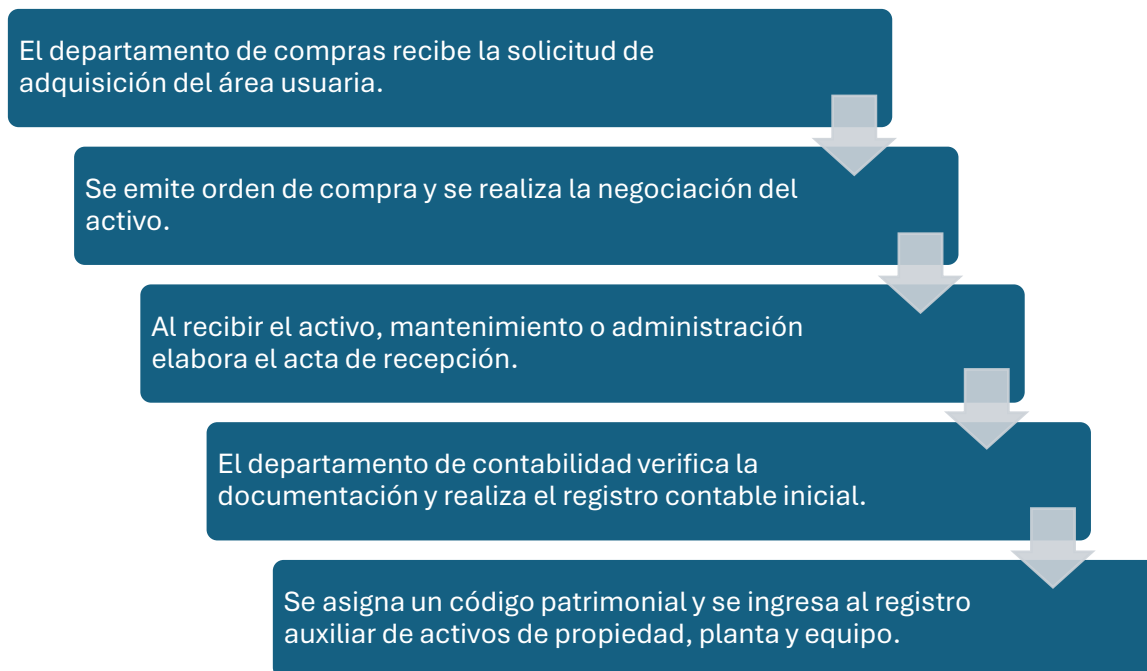 El departamento de compras recibe la solicitud de
adquisición del área usuaria.
Se emite orden de compra y se realiza la negociación del
activo.
Al recibir el activo, mantenimiento o administración
elabora el acta de recepción.
El departamento de contabilidad verifica la
documentación y realiza el registro contable inicial.
Se asigna un código patrimonial y se ingresa al registro
auxiliar de activos de propiedad, planta y equipo.